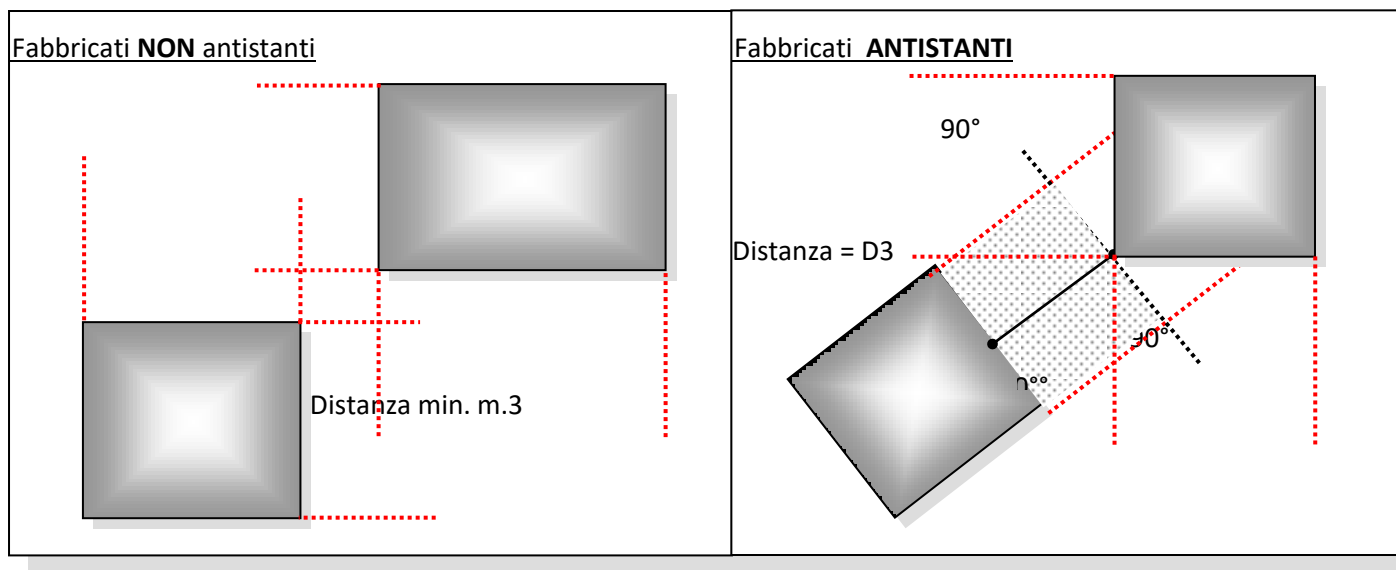 Fabbricati NON antistanti
Distanza min. m.3
Fabbricati ANTISTANTI
90°
Distanza = D3